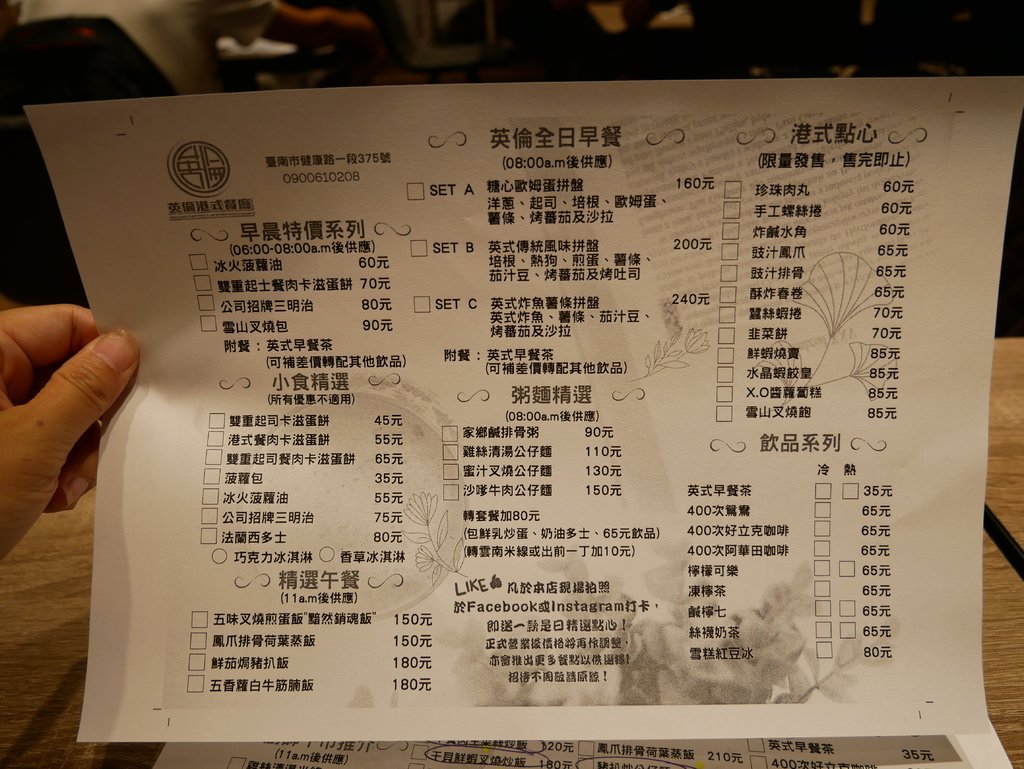 英倫港式餐廳
臺南市健康路一段375號
0900610208
早晨特價系列
(06:00-08:00a.m後供應)
冰火菠蘿油 60元
雙重起士餐肉卡滋蛋餅 70元
公司招牌三明治 80元
雪山叉燒包 90元
附餐：英式早餐茶
(可補差價轉配其他飲品)
小食精選
(所有優惠不適用)
雙重起司卡滋蛋餅 45元
港式餐肉卡滋蛋餅 55元
雙重起司餐肉卡滋蛋餅 65元
菠蘿包 35元
冰火菠蘿油 55元
公司招牌三明治 75元
法蘭西多士 80元
巧克力冰淇淋 香草冰淇淋
精選午餐
(11a.m後供應)
五味叉燒煎蛋飯"黯然銷魂飯" 150元
鳳爪排骨荷葉蒸飯 150元
鮮茄焗豬扒飯 180元
五香蘿白牛筋腩飯 180元
英倫全日早餐
(08:00a.m後供應)
SET A 糖心歐姆蛋拼盤 160元
洋蔥、起司、培根、歐姆蛋、
薯條、烤蕃茄及沙拉
SET B 英式傳統風味拼盤 200元
培根、熱狗、煎蛋、薯條、
茄汁豆、烤蕃茄及烤吐司
SET C 英式炸魚薯條拼盤 240元
英式炸魚、薯條、茄汁豆、
烤蕃茄及沙拉
附餐：英式早餐茶
(可補差價轉配其他飲品)
粥麵精選
(08:00a.m後供應)
家鄉鹹排骨粥 90元
雞絲清湯公仔麵 110元
蜜汁叉燒公仔麵 130元
沙嗲牛肉公仔麵 150元
轉套餐加80元
(包鮮乳炒蛋、奶油多士、65元飲品)
(轉雲南米線或出前一丁加10元)
LIKE 凡於本店現場拍照
於Facebook或Instagram打卡，
即送一款是日精選點心！
正式營業後價格將再作調整，
亦會推出更多餐點以供選擇！
招待不周敬請原諒！
港式點心
(限量發售，售完即止)
珍珠肉丸 60元
手工螺絲捲 60元
炸鹹水角 60元
豉汁鳳爪 65元
豉汁排骨 65元
酥炸春卷 65元
蠶絲蝦捲 70元
韭菜餅 70元
鮮蝦燒賣 85元
水晶蝦餃皇 85元
X.O醬蘿蔔糕 85元
雪山叉燒飽 85元
飲品系列
冷 熱
英式早餐茶 35元
400次鴛鴦 65元
400次好立克咖啡 65元
400次阿華田咖啡 65元
檸檬可樂 65元
凍檸茶 65元
鹹檸七 65元
絲襪奶茶 65元
雪糕紅豆冰 80元
(11a.m後供應)
120元
干貝鮮蝦叉燒炒飯 180元
鳳爪排骨荷葉蒸飯 210元
英式早餐茶 35元